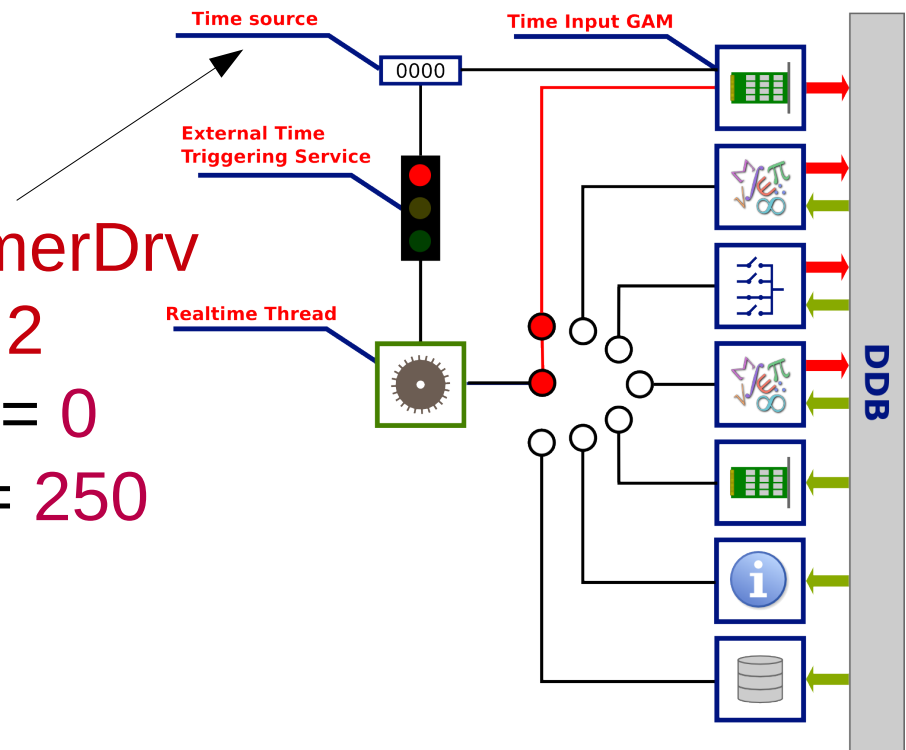 Time source
Time Input GAM
0000
External Time
Triggering Service
merDrv
2
Realtime Thread
= 0
= 250
DDB